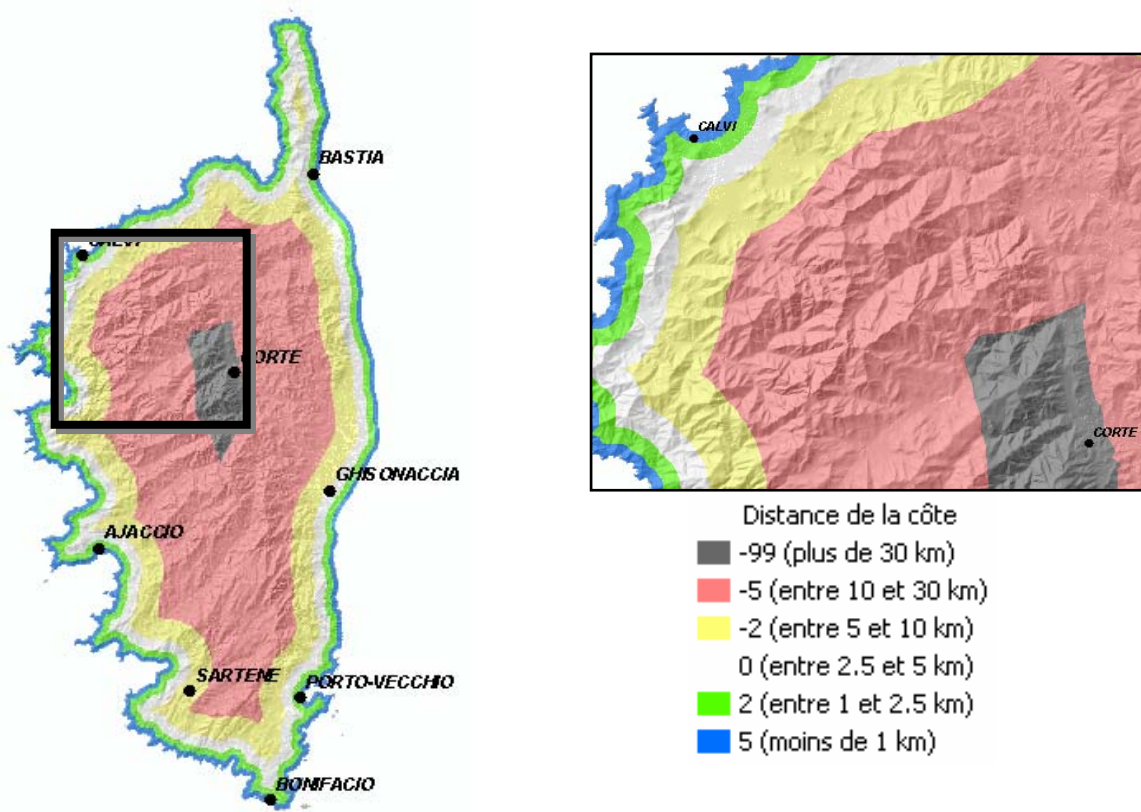 BASTIA
CALVI
CORTE
GHISONACCIA
AJACCIO
SARTENE
PORTO-VECCHIO
BONIFACIO
CALVI
CORTE
Distance de la côte
-99 (plus de 30 km)
-5 (entre 10 et 30 km)
-2 (entre 5 et 10 km)
0 (entre 2.5 et 5 km)
2 (entre 1 et 2.5 km)
5 (moins de 1 km)